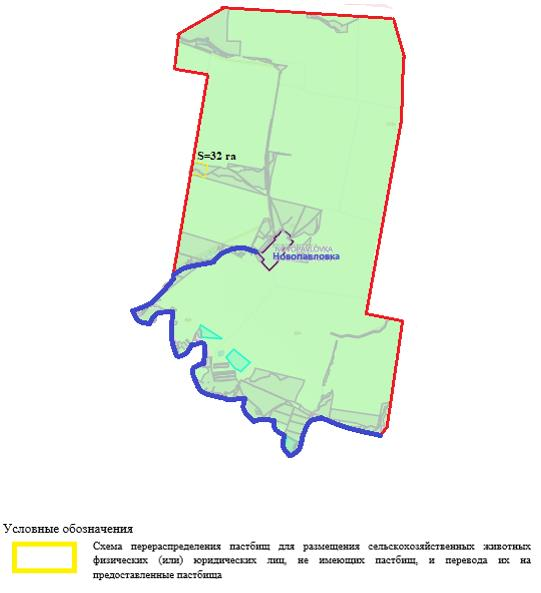 S=32 га
NOVOPAVLOVKA
Новопавловка
Условные обозначения
Схема перераспределения пастбищ для размещения сельскохозяйственных животных
физических (или) юридических лиц, не имеющих пастбищ, и перевода их на
предоставленные пастбища